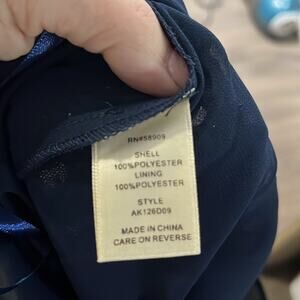 RN#58909
SHELL
100%POLYESTER
LINING
100%POLYESTER
STYLE
AK126D09
MADE IN CHINA
CARE ON REVERSE